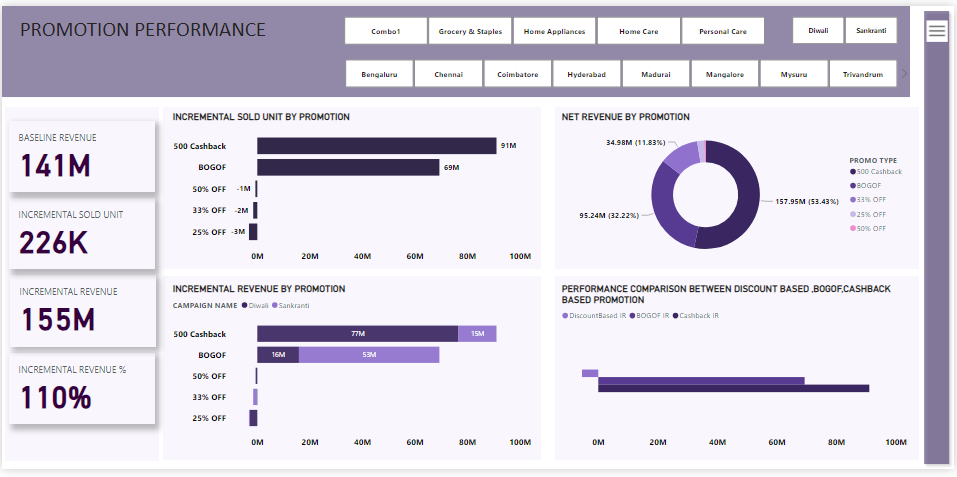 PROMOTION PERFORMANCE
Combo1
Grocery & Staples
Home Appliances
Home Care
Personal Care
Diwali
Sankranti
Bengaluru
Chennai
Coimbatore
Hyderabad
Madurai
Mangalore
Mysuru
Trivandrum
BASELINE REVENUE
141M
INCREMENTAL SOLD UNIT
226K
INCREMENTAL REVENUE
155M
INCREMENTAL REVENUE %
110%
INCREMENTAL SOLD UNIT BY PROMOTION
500 Cashback 91M
BOGOF 69M
50% OFF -1M
33% OFF -2M
25% OFF -3M
0M 20M 40M 60M 80M 100M
NET REVENUE BY PROMOTION
34.98M (11.83%)
95.24M (32.22%)
157.95M (53.43%)
PROMO TYPE
500 Cashback
BOGOF
33% OFF
25% OFF
50% OFF
INCREMENTAL REVENUE BY PROMOTION
CAMPAIGN NAME Diwali Sankranti
500 Cashback 77M 15M
BOGOF 16M 53M
50% OFF
33% OFF
25% OFF
0M 20M 40M 60M 80M 100M
PERFORMANCE COMPARISON BETWEEN DISCOUNT BASED ,BOGOF,CASHBACK
BASED PROMOTION
DiscountBased IR BOGOF IR Cashback IR
0M 20M 40M 60M 80M 100M